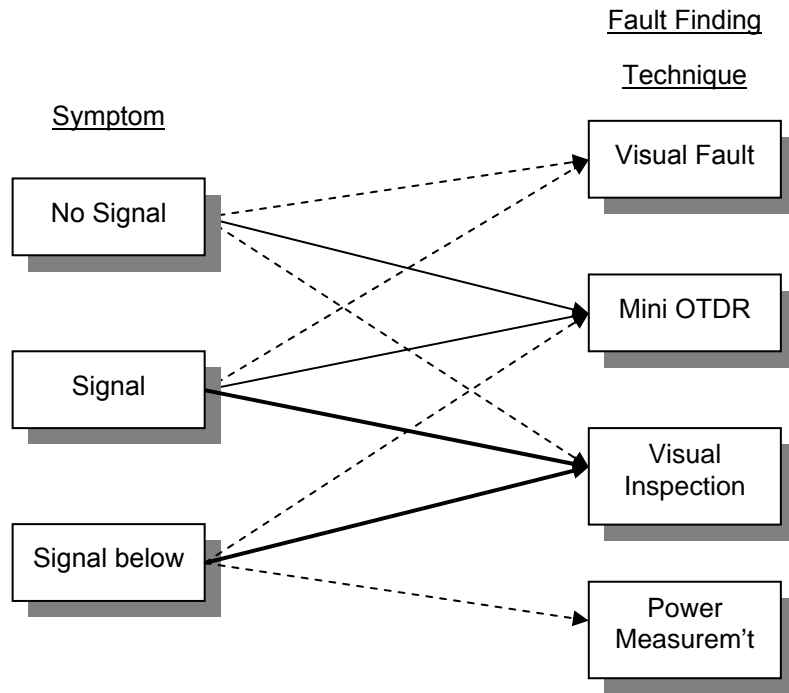 Fault Finding
Technique
Symptom
Visual Fault
No Signal
Mini OTDR
Signal
Visual
Inspection
Signal below
Power
Measurem't